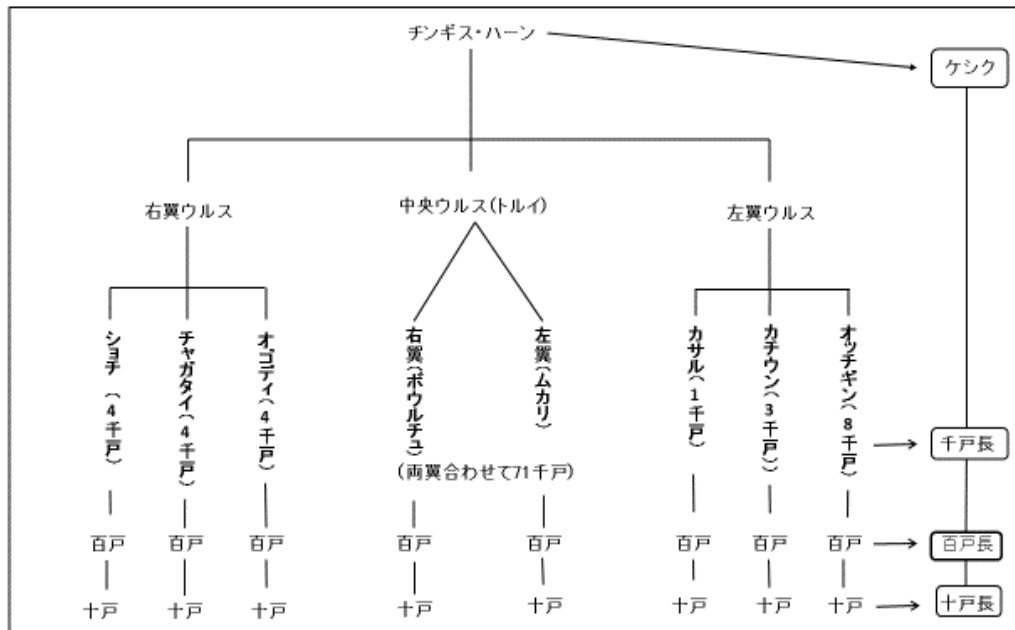 チンギス・ハーン
ケシク
右翼ウルス
中央ウルス(トルイ)
左翼ウルス
ショチ (4千戸)
チャガタイ(4千戸)
オゴディ(4千戸)
右翼(ボウルチュ)
左翼(ムカリ)
カサル(1千戸)
カチウン(3千戸)
オッチギン(8千戸)
千戸長
(両翼合わせて71千戸)
百戸
百戸
百戸
百戸
百戸
百戸
百戸
百戸
百戸長
十戸
十戸
十戸
十戸
十戸
十戸
十戸
十戸
十戸長